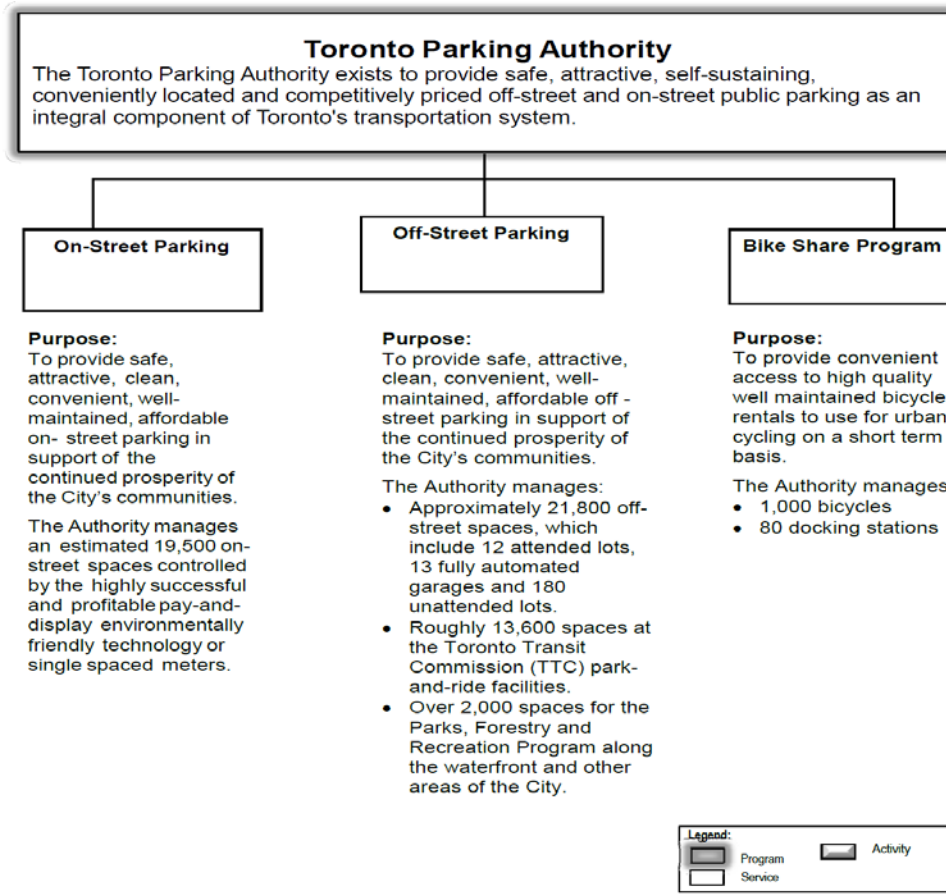 Toronto Parking Authority
The Toronto Parking Authority exists to provide safe, attractive, self-sustaining,
conveniently located and competitively priced off-street and on-street public parking as an
integral component of Toronto's transportation system.
On-Street Parking
Purpose:
To provide safe,
attractive, clean,
convenient, well-
maintained, affordable
on- street parking in
support of the
continued prosperity of
the City's communities.
The Authority manages
an estimated 19,500 on-
street spaces controlled
by the highly successful
and profitable pay-and-
display environmentally
friendly technology or
single spaced meters.
Off-Street Parking
Purpose:
To provide safe, attractive,
clean, convenient, well-
maintained, affordable off -
street parking in support of
the continued prosperity of
the City's communities.
The Authority manages:
• Approximately 21,800 off-
street spaces, which
include 12 attended lots,
13 fully automated
garages and 180
unattended lots.
• Roughly 13,600 spaces at
the Toronto Transit
Commission (TTC) park-
and-ride facilities.
• Over 2,000 spaces for the
Parks, Forestry and
Recreation Program along
the waterfront and other
areas of the City.
Bike Share Program
Purpose:
To provide convenient
access to high quality
well maintained bicycle
rentals to use for urban
cycling on a short term
basis.
The Authority manages
• 1,000 bicycles
• 80 docking stations
Legend:
Program
Activity
Service